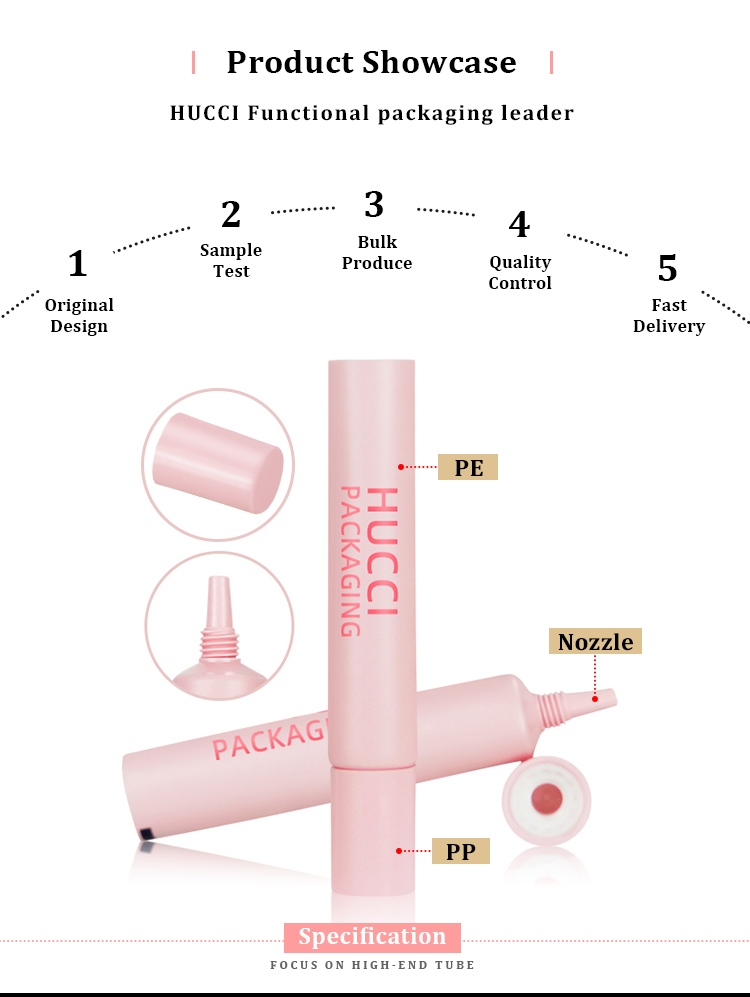 Product Showcase
HUCCI Functional packaging leader
1
Original
Design
2
Sample
Test
3
Bulk
Produce
4
Quality
Control
5
Fast
Delivery
PE
HUCCI
PACKAGING
Nozzle
PACKAGI
PP
Specification
FOCUS ON HIGH-END TUBE